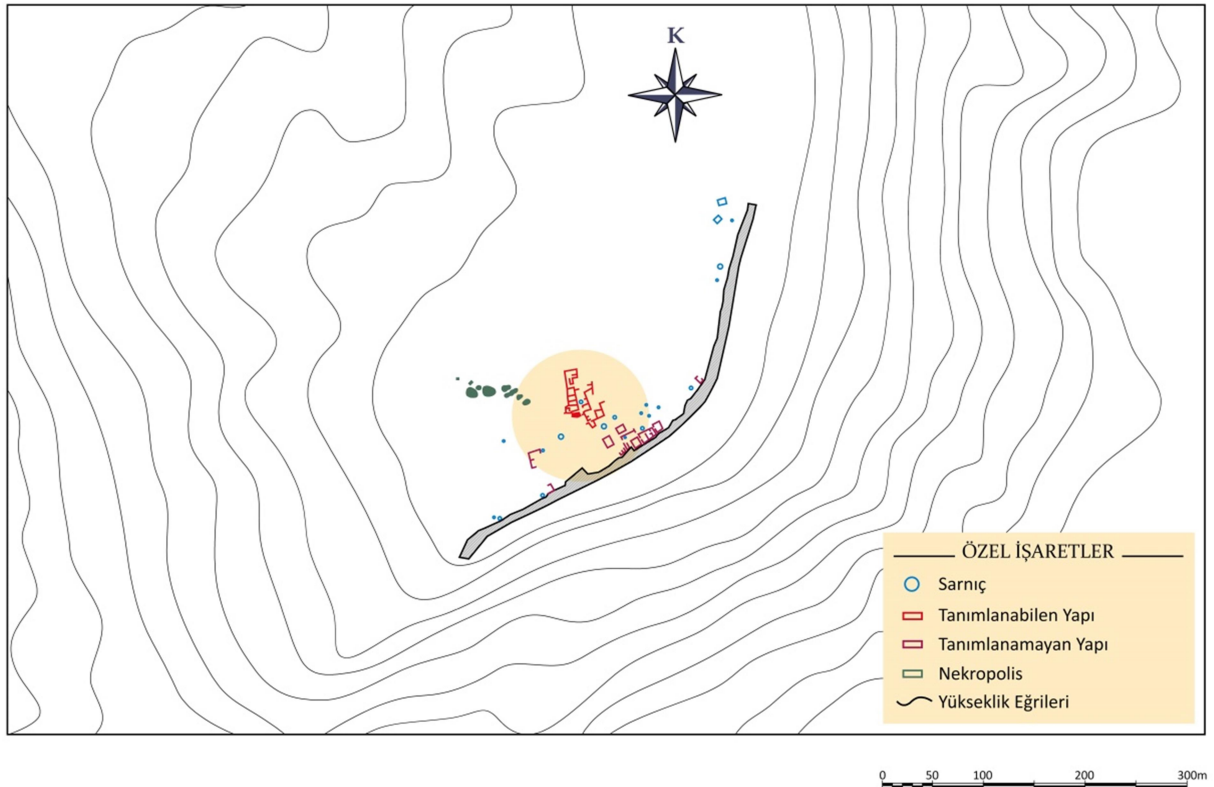 K
ÖZEL İŞARETLER
Sarnıç
Tanımlanabilen Yapı
Tanımlanamayan Yapı
Nekropolis
Yükseklik Eğrileri
0 50 100 200 300m